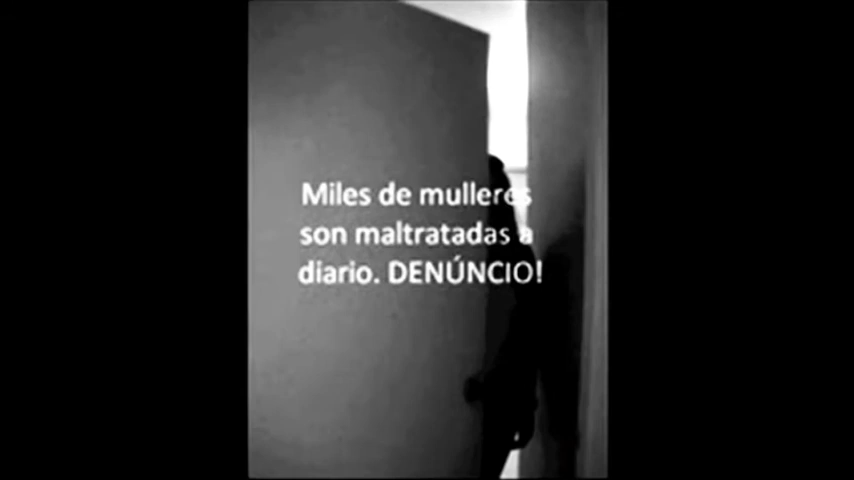 Miles de mulleres
son maltratadas a
diario. DENÚNCIO!